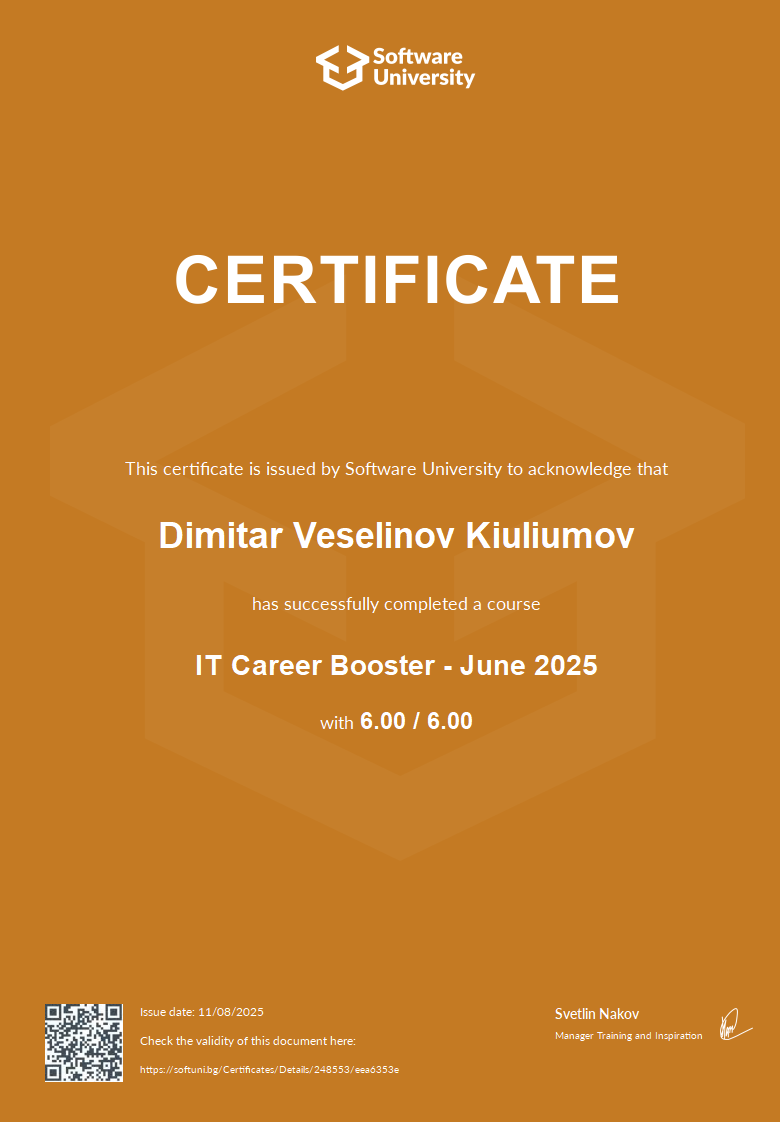 Software
University
CERTIFICATE
This certificate is issued by Software University to acknowledge that
Dimitar Veselinov Kiuliumov
has successfully completed a course
IT Career Booster - June 2025
with 6.00 / 6.00
Issue date: 11/08/2025
Check the validity of this document here:
https://softuni.bg/Certificates/Details/248553/eea6353e
Svetlin Nakov
Manager Training and Inspiration